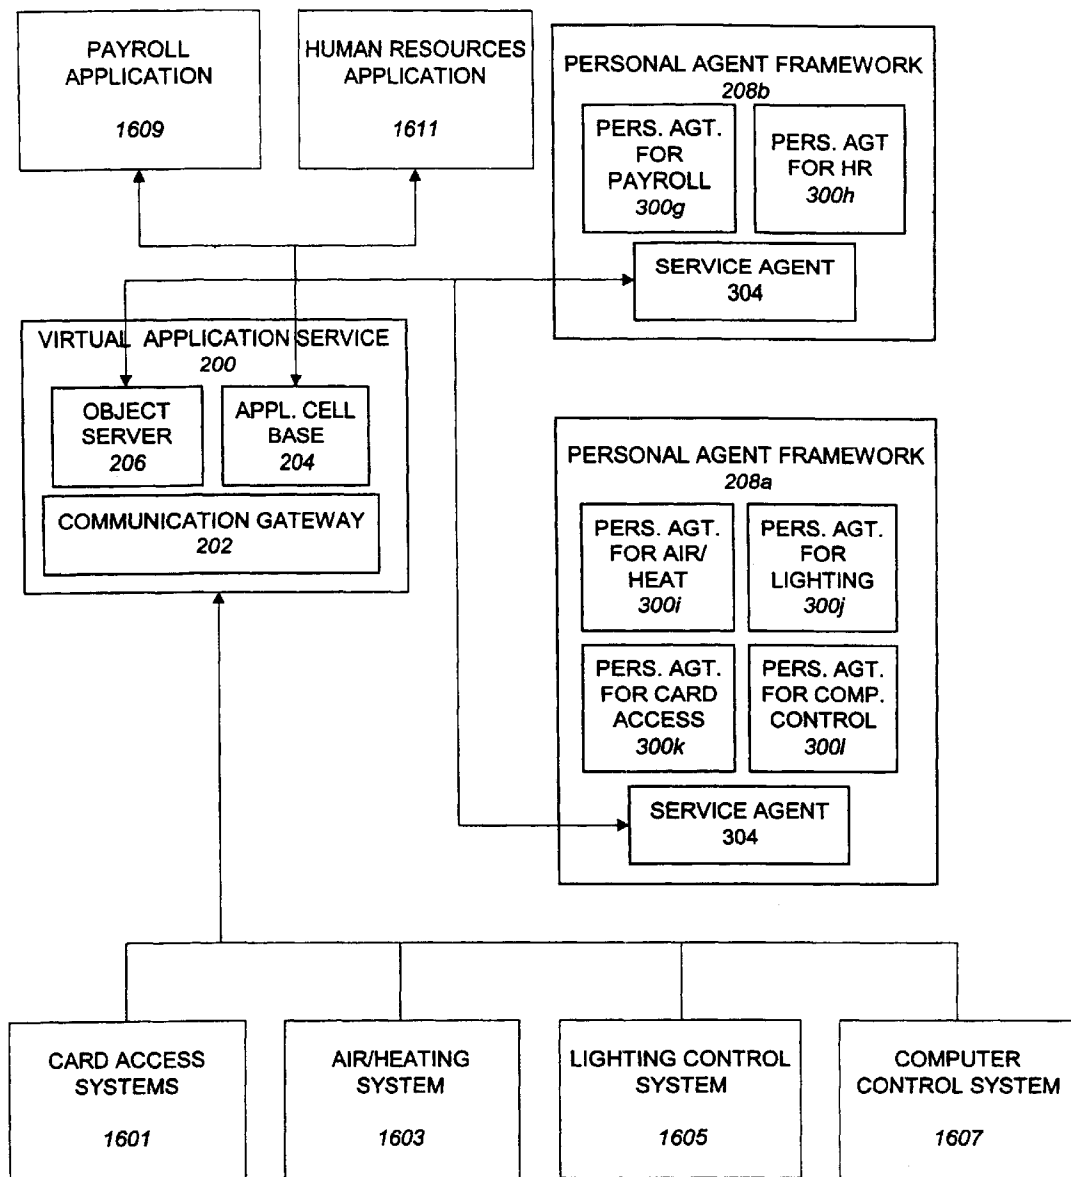 PAYROLL
APPLICATION
1609
HUMAN RESOURCES
APPLICATION
1611
PERSONAL AGENT FRAMEWORK
208b
PERS. AGT.
FOR
PAYROLL
300g
PERS. AGT
FOR HR
300h
SERVICE AGENT
304
VIRTUAL APPLICATION SERVICE
200
OBJECT
SERVER
206
APPL. CELL
BASE
204
COMMUNICATION GATEWAY
202
PERSONAL AGENT FRAMEWORK
208a
PERS. AGT.
FOR AIR/
HEAT
300i
PERS. AGT.
FOR
LIGHTING
300j
PERS. AGT.
FOR CARD
ACCESS
300k
PERS. AGT.
FOR COMP.
CONTROL
300l
SERVICE AGENT
304
CARD ACCESS
SYSTEMS
1601
AIR/HEATING
SYSTEM
1603
LIGHTING CONTROL
SYSTEM
1605
COMPUTER
CONTROL SYSTEM
1607